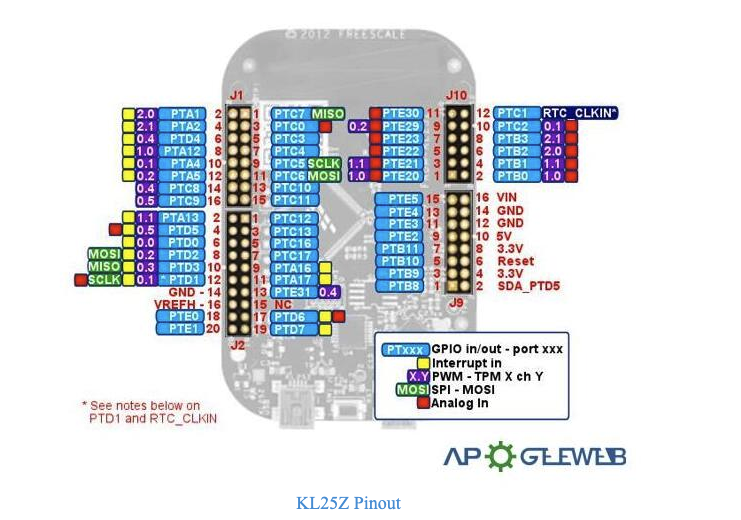 © 2012 FREESCALE
J1
J10
2.0 PTA1 2 1 PTC7 MISO
2.1 PTA2 4 3 PTC0
0.4 PTD4 6 5 PTC3
1.0 PTA12 8 7 PTC4
0.1 PTA4 10 9 PTC5 SCLK
0.2 PTA5 12 11 PTC6 MOSI
0.4 PTC8 14 13 PTC10
0.5 PTC9 16 15 PTC11
PTE30 11 12 PTC1 RTC_CLKIN*
0.2 PTE29 9 10 PTC2 0.1
PTE23 7 8 PTB3 2.1
PTE22 5 6 PTB2 2.0
1.1 PTE21 3 4 PTB1 1.1
1.0 PTE20 1 2 PTB0 1.0
1.1 PTA13 2 1 PTC12
0.5 PTD5 4 3 PTC13
0.0 PTD0 6 5 PTC16
MOSI 0.2 PTD2 8 7 PTC17
MISO 0.3 PTD3 10 9 PTA16
SCLK 0.1 *PTD1 12 11 PTA17
GND - 14 13 PTE31 0.4
VREFH - 16 15 NC
PTE0 18 17 PTD6
PTE1 20 19 PTD7
J2
PTE5 15 16 VIN
PTE4 13 14 GND
PTE3 11 12 GND
PTE2 9 10 5V
PTB11 7 8 3.3V
PTB10 5 6 Reset
PTB9 3 4 3.3V
PTB8 1 2 SDA_PTD5
J9
PTxxx GPIO in/out - port xxx
Interrupt in
X.Y PWM - TPM X ch Y
MOSI SPI - MOSI
Analog In
* See notes below on
PTD1 and RTC_CLKIN
APOGEEWEB
KL25Z Pinout